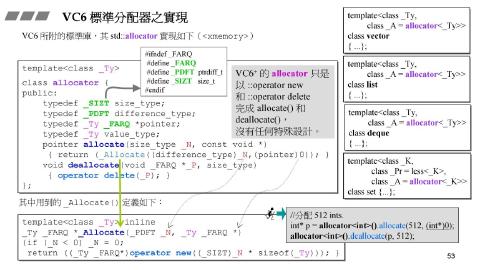 VC6 標準分配器之實現
VC6 所附的標準庫，其 std::allocator 實現如下（<xmemory>）
#ifndef _FARQ
#define _FARQ
#define _PDFT ptrdiff_t
#define _SIZT size_t
#endif
template<class _Ty>
class allocator {
public:
typedef _SIZT size_type;
typedef _PDFT difference_type;
typedef _Ty _FARQ *pointer;
typedef _Ty value_type;
pointer allocate(size_type _N, const void *)
{ return (_Allocate((difference_type)_N,(pointer)0)); }
void deallocate(void _FARQ *_P, size_type)
{ operator delete(_P); }
};
VC6+ 的 allocator 只是
以 ::operator new
和 ::operator delete
完成 allocate() 和
deallocate()，
沒有任何特殊設計。
其中用到的 _Allocate() 定義如下：
template<class _Ty>inline
_Ty _FARQ *_Allocate(_PDFT _N, _Ty _FARQ *)
{if (_N < 0) _N = 0;
return ((_Ty _FARQ*)operator new((_SIZT)_N * sizeof(_Ty))); }
template<class _Ty,
class _A = allocator<_Ty>>
class vector
{ ...};
template<class _Ty,
class _A = allocator<_Ty>>
class list
{ ...};
template<class _Ty,
class _A = allocator<_Ty>>
class deque
{ ...};
template<class _K,
class _Pr = less<_K>,
class _A = allocator<_K>>
class set {...};
//分配 512 ints.
int* p = allocator<int>().allocate(512, (int*)0);
allocator<int>().deallocate(p, 512);
53